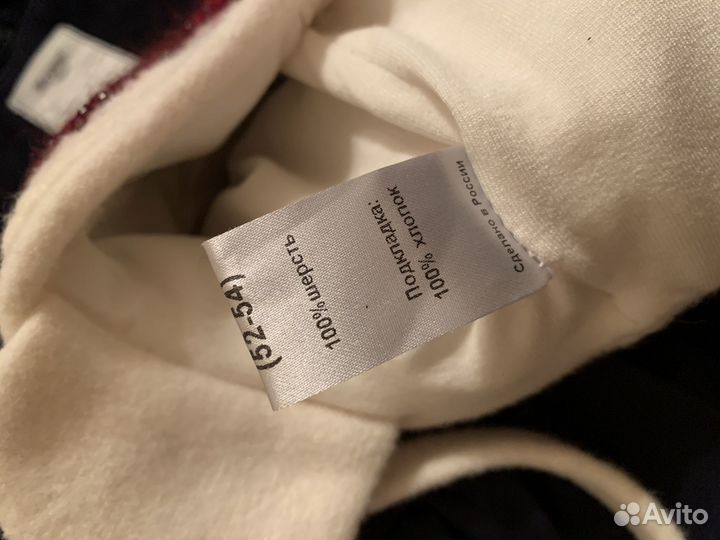 (52-54)
100% шерсть
Подкладка:
100% хлопок
Сделано в России
Avito